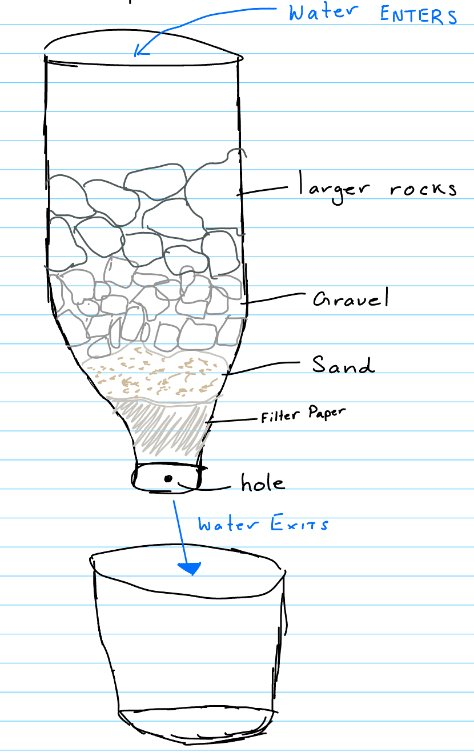 Water ENTERS
larger rocks
Gravel
Sand
Filter Paper
hole
Water Exits